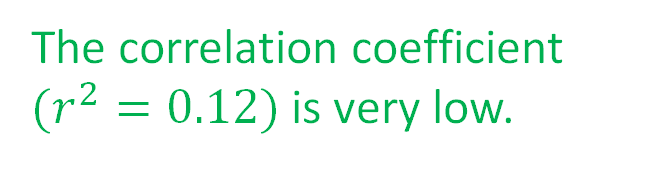 The correlation coefficient
(r² = 0.12) is very low.